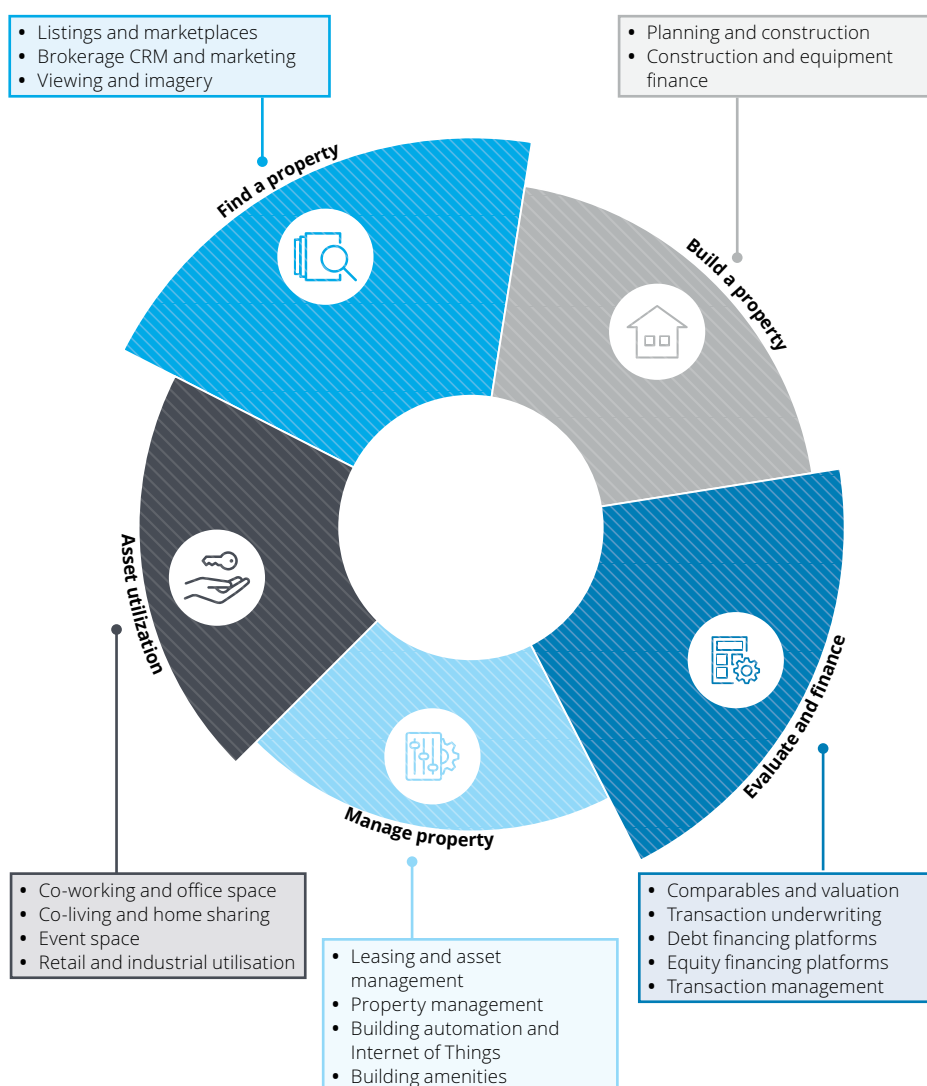 • Listings and marketplaces
• Brokerage CRM and marketing
• Viewing and imagery
• Planning and construction
• Construction and equipment
finance
Find a property
Build a property
Asset utilization
Evaluate and finance
Manage property
• Co-working and office space
• Co-living and home sharing
• Event space
• Retail and industrial utilisation
• Leasing and asset
management
• Property management
• Building automation and
Internet of Things
• Building amenities
• Comparables and valuation
• Transaction underwriting
• Debt financing platforms
• Equity financing platforms
• Transaction management